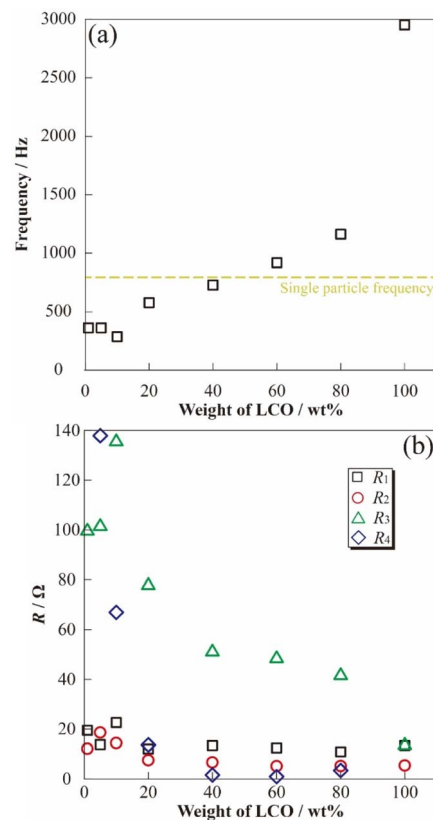 (a)
3000
2500
2000
1500
1000
500
0
Frequency / Hz
Single particle frequency
0 20 40 60 80 100
Weight of LCO / wt%
(b)
140
120
100
80
60
40
20
0
R / Ω
R1
R2
R3
R4
0 20 40 60 80 100
Weight of LCO / wt%